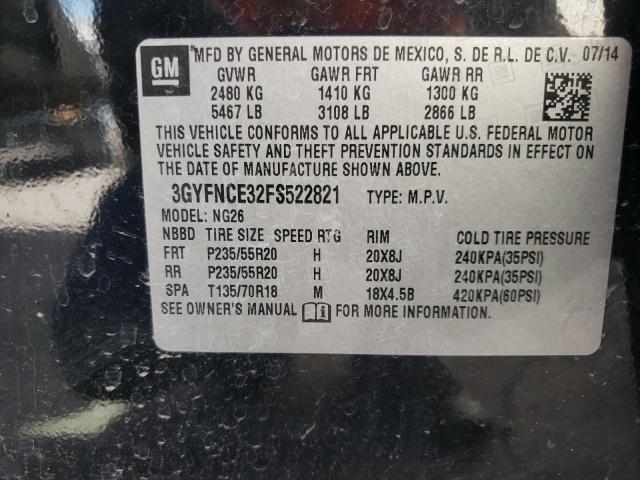 GM
*MFD BY GENERAL MOTORS DE MEXICO, S. DE R.L. DE C.V. 07/14
GVWR GAWR FRT GAWR RR
2480 KG 1410 KG 1300 KG
5467 LB 3108 LB 2866 LB
THIS VEHICLE CONFORMS TO ALL APPLICABLE U.S. FEDERAL MOTOR
VEHICLE SAFETY AND THEFT PREVENTION STANDARDS IN EFFECT ON
THE DATE OF MANUFACTURE SHOWN ABOVE.
3GYFNCE32FS522821 TYPE: M.P.V.
MODEL: NG26
NBBD TIRE SIZE SPEED RTG RIM COLD TIRE PRESSURE
FRT P235/55R20 H 20X8J 240KPA(35PSI)
RR P235/55R20 H 20X8J 240KPA(35PSI)
SPA T135/70R18 M 18X4.5B 420KPA(60PSI)
SEE OWNER'S MANUAL FOR MORE INFORMATION.